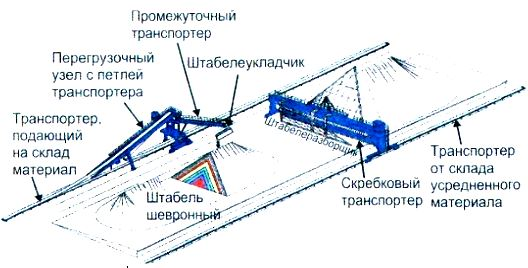 Промежуточный
транспортер
Перегрузочный
узел с петлей
транспортера
Штабелеукладчик
Транспортер,
подающий
на склад
материал
Штабелеразборщик
Штабель
шевронный
Скребковый
транспортер
Транспортер
от склада
усредненного
материала